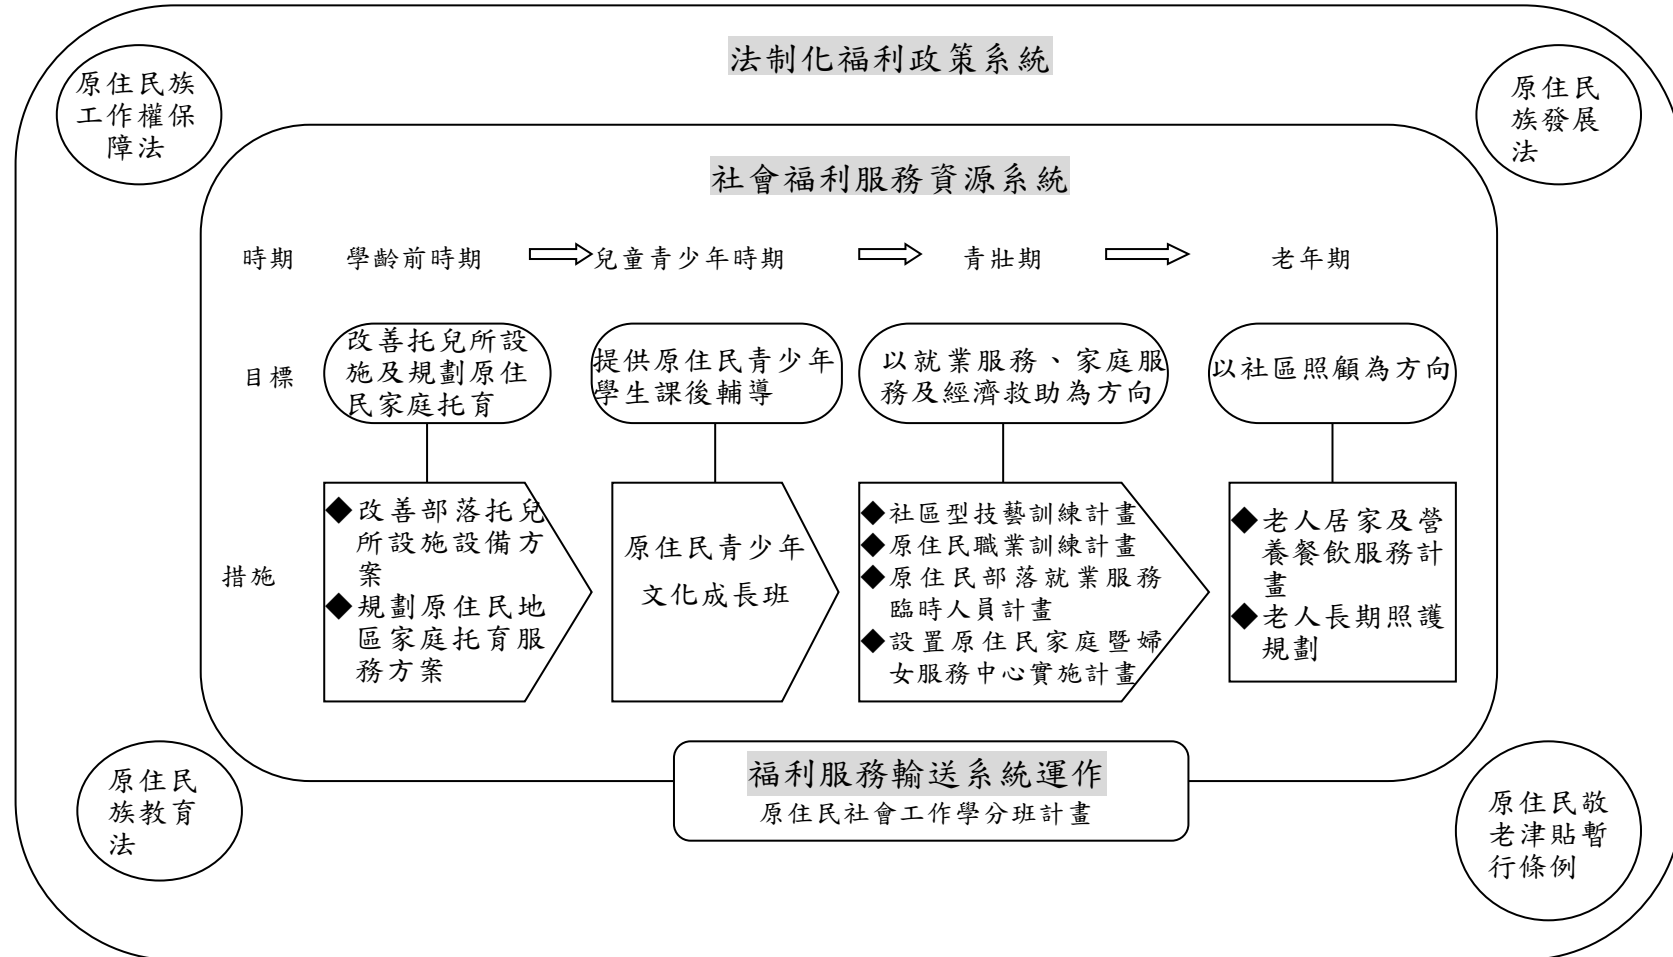 法制化福利政策系統
原住民族
工作權保
障法
原住民
族發展
法
社會福利服務資源系統
時期
學齡前時期
兒童青少年時期
青壯期
老年期
目標
改善托兒所設
施及規劃原住
民家庭托育
提供原住民青少年
學生課後輔導
以就業服務、家庭服
務及經濟救助為方向
以社區照顧為方向
措施
◆改善部落托兒
所設施設備方
案
◆規劃原住民地
區家庭托育服
務方案
原住民青少年
文化成長班
◆社區型技藝訓練計畫
◆原住民職業訓練計畫
◆原住民部落就業服務
臨時人員計畫
◆設置原住民家庭暨婦
女服務中心實施計畫
◆老人居家及營
養餐飲服務計
畫
◆老人長期照護
規劃
福利服務輸送系統運作
原住民社會工作學分班計畫
原住民
族教育
法
原住民敬
老津貼暫
行條例